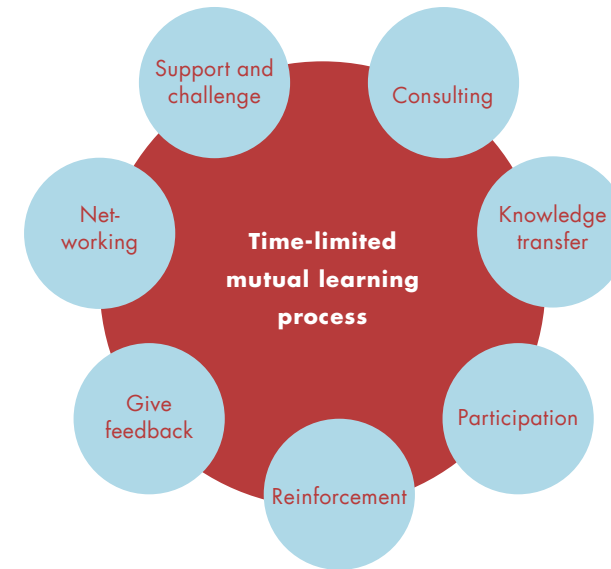 Support and
challenge
Consulting
Net-
working
Knowledge
transfer
Time-limited
mutual learning
process
Give
feedback
Participation
Reinforcement